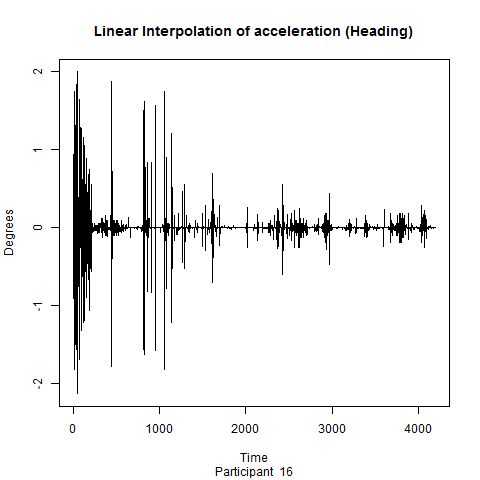 Linear Interpolation of acceleration (Heading)
Degrees
2
1
0
-1
-2
0 1000 2000 3000 4000
Time
Participant 16